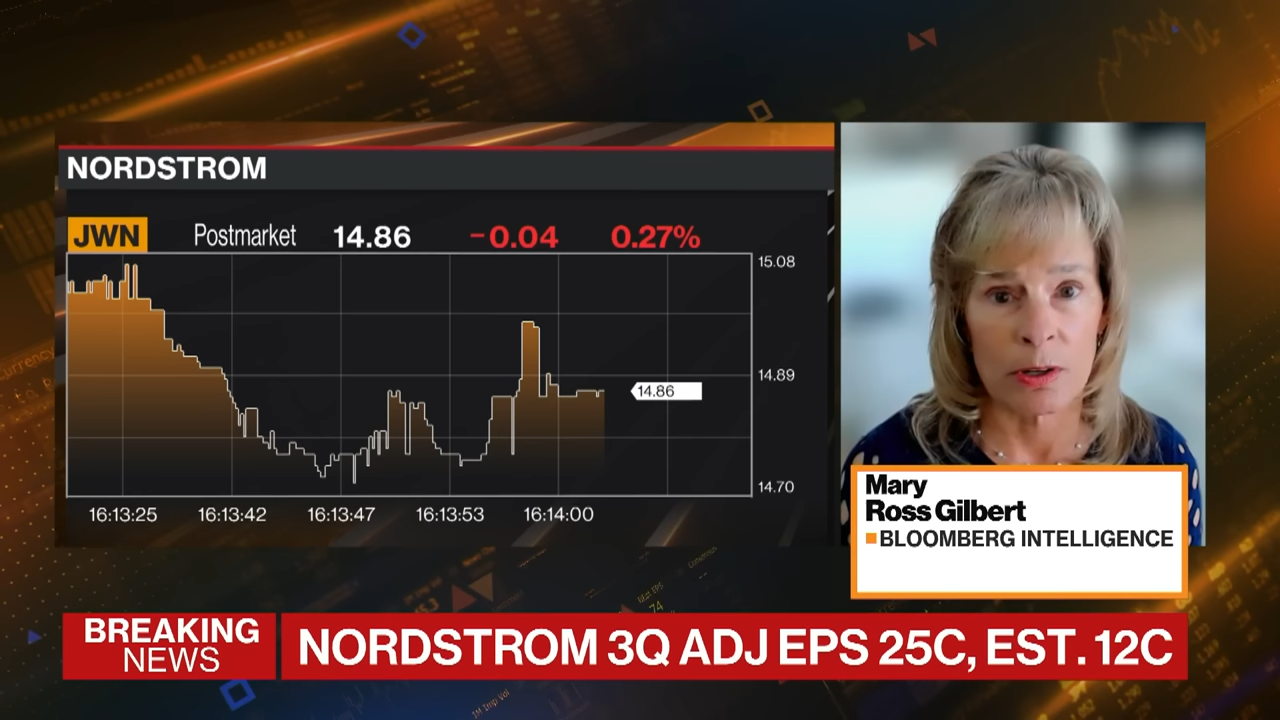 NORDSTROM
JWN Postmarket 14.86 -0.04 0.27%
15.08
14.89
14.86
14.70
16:13:25 16:13:42 16:13:47 16:13:53 16:14:00
Mary
Ross Gilbert
BLOOMBERG INTELLIGENCE
BREAKING
NEWS
NORDSTROM 3Q ADJ EPS 25C, EST. 12C